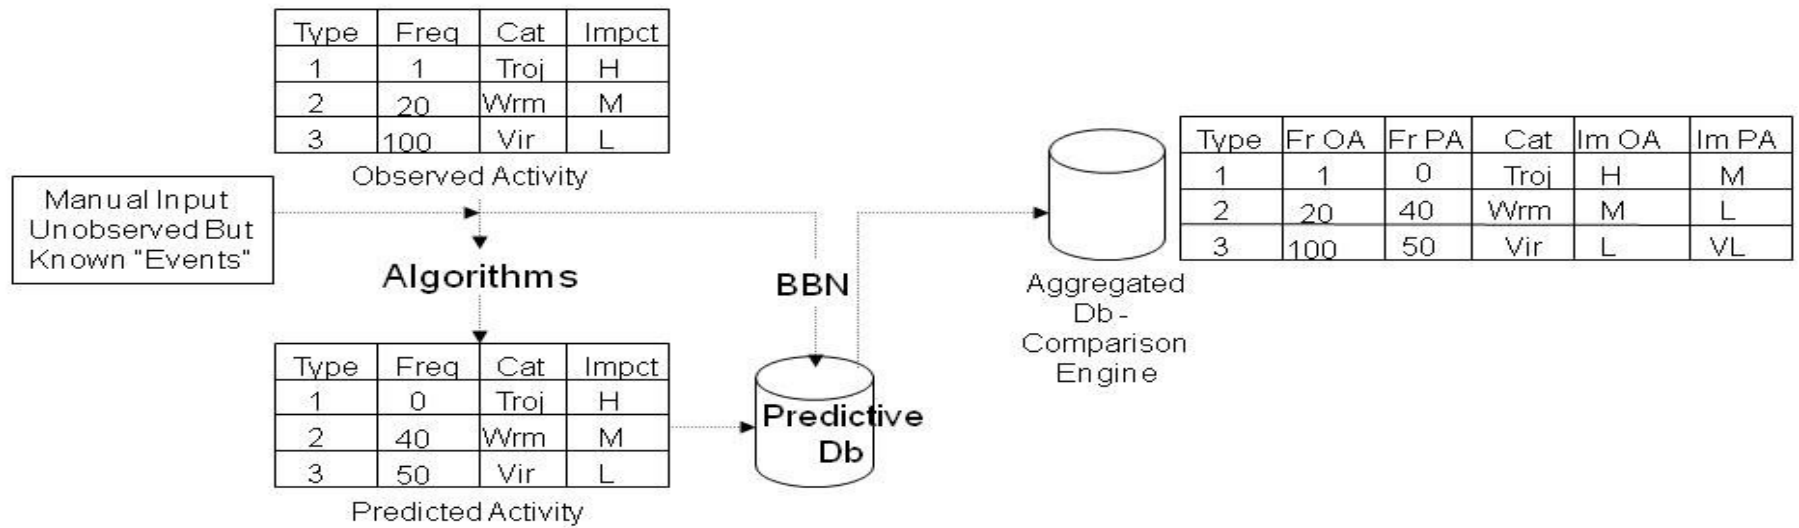 Type Freq Cat Impct
1 1 Troj H
2 20 Wrm M
3 100 Vir L
Observed Activity
Manual Input
Unobserved But
Known "Events"
Algorithms
BBN
Type Freq Cat Impct
1 0 Troj H
2 40 Wrm M
3 50 Vir L
Predicted Activity
Predictive
Db
Aggregated
Db -
Comparison
Engine
Type Fr OA Fr PA Cat Im OA Im PA
1 1 0 Troj H M
2 20 40 Wrm M L
3 100 50 Vir L VL